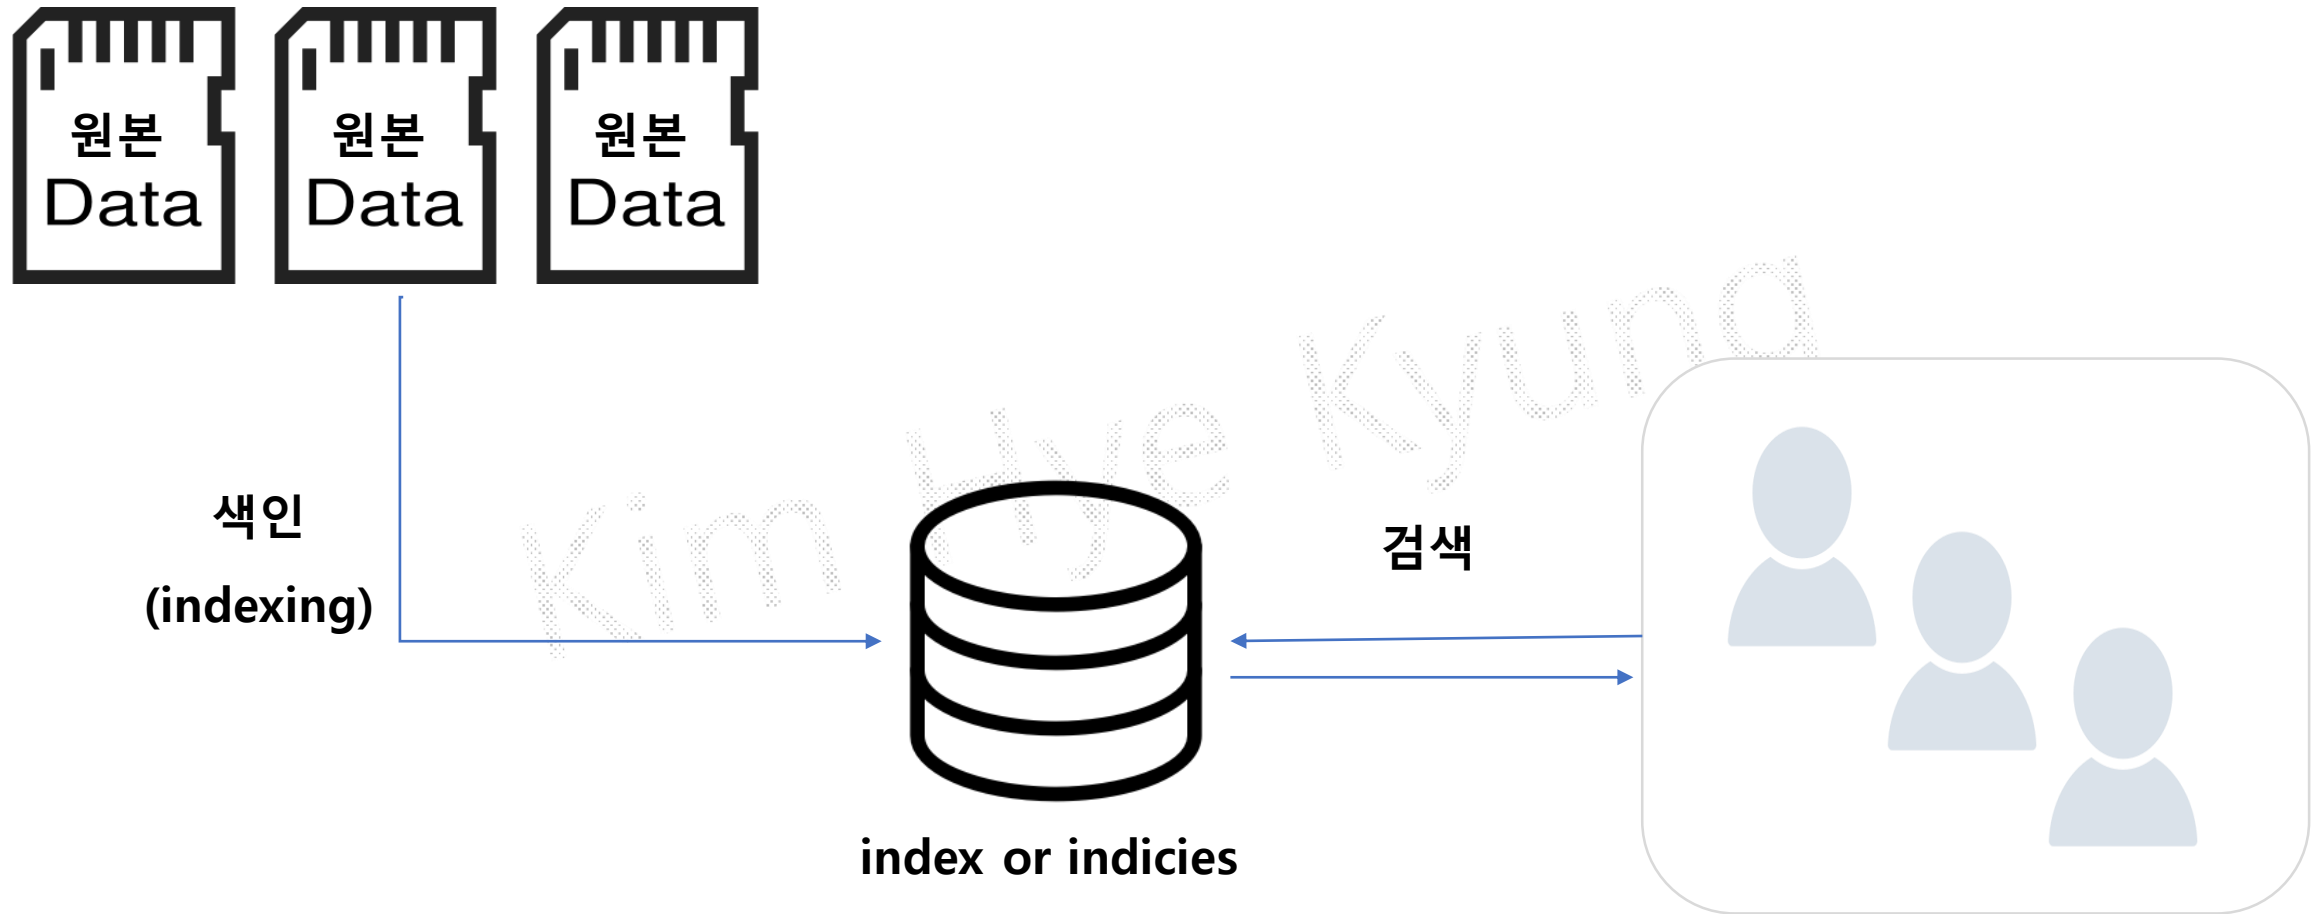 원본
Data
원본
Data
원본
Data
Kim Hye Kyung
색인
(indexing)
검색
index or indicies